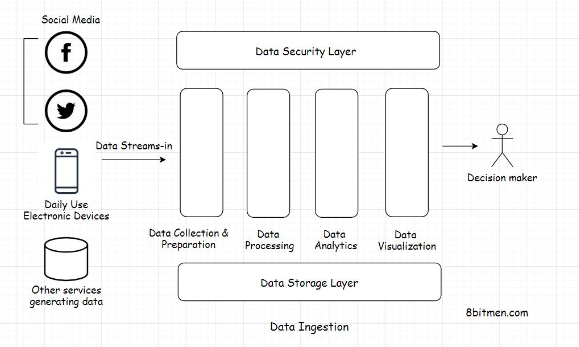 Social Media
Data Security Layer
Data Streams-in
Daily Use
Electronic Devices
Decision maker
Data Collection &
Preparation
Data
Processing
Data
Analytics
Data
Visualization
Other services
generating data
Data Storage Layer
8bitmen.com
Data Ingestion